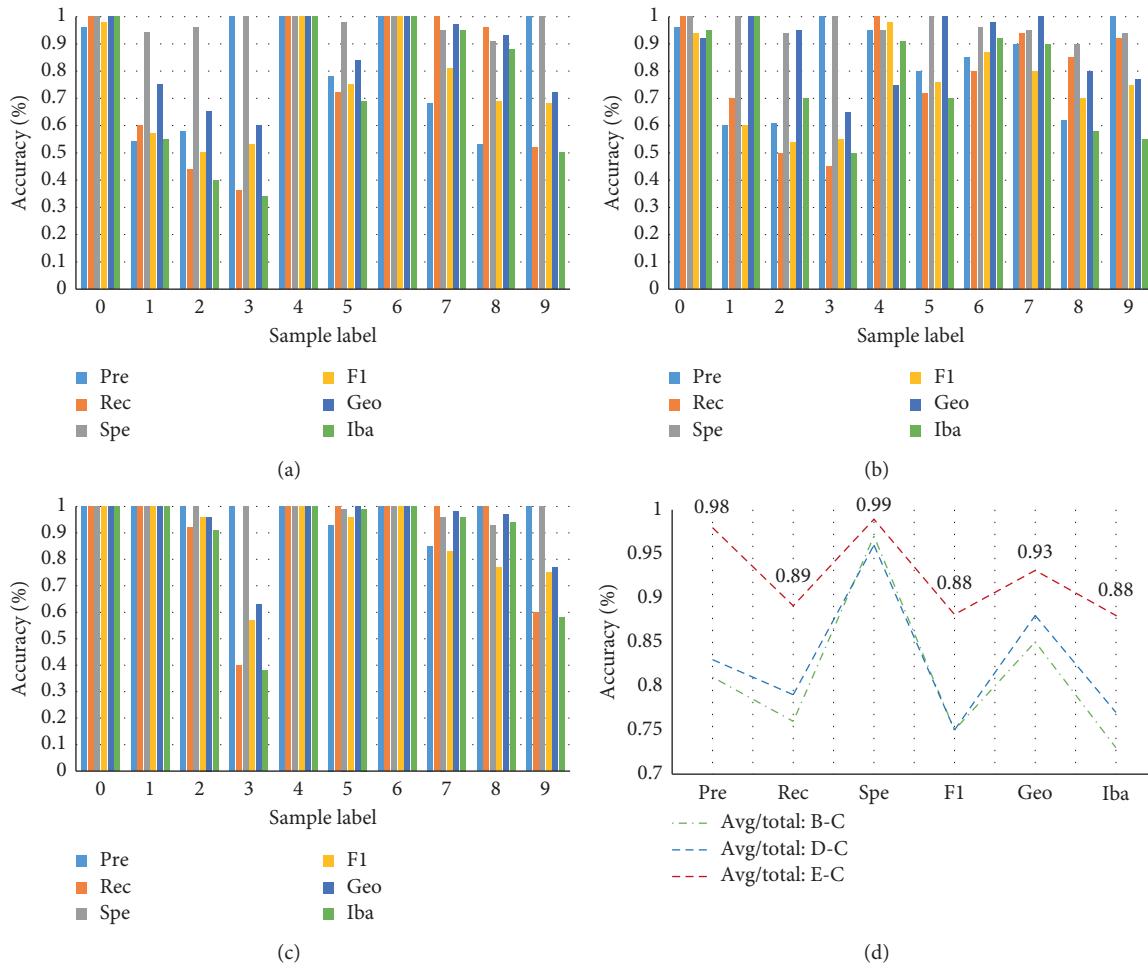 1
0.9
0.8
0.7
0.6
0.5
0.4
0.3
0.2
0.1
0
Accuracy (%)
0 1 2 3 4 5 6 7 8 9
Sample label
Pre
Rec
Spe
F1
Geo
Iba
(a)
1
0.9
0.8
0.7
0.6
0.5
0.4
0.3
0.2
0.1
0
Accuracy (%)
0 1 2 3 4 5 6 7 8 9
Sample label
Pre
Rec
Spe
F1
Geo
Iba
(b)
1
0.9
0.8
0.7
0.6
0.5
0.4
0.3
0.2
0.1
0
Accuracy (%)
0 1 2 3 4 5 6 7 8 9
Sample label
Pre
Rec
Spe
F1
Geo
Iba
(c)
1
0.95
0.9
0.85
0.8
0.75
0.7
Accuracy (%)
0.98 0.89 0.99 0.88 0.93 0.88
Pre Rec Spe F1 Geo Iba
Avg/total: B-C
Avg/total: D-C
Avg/total: E-C
(d)